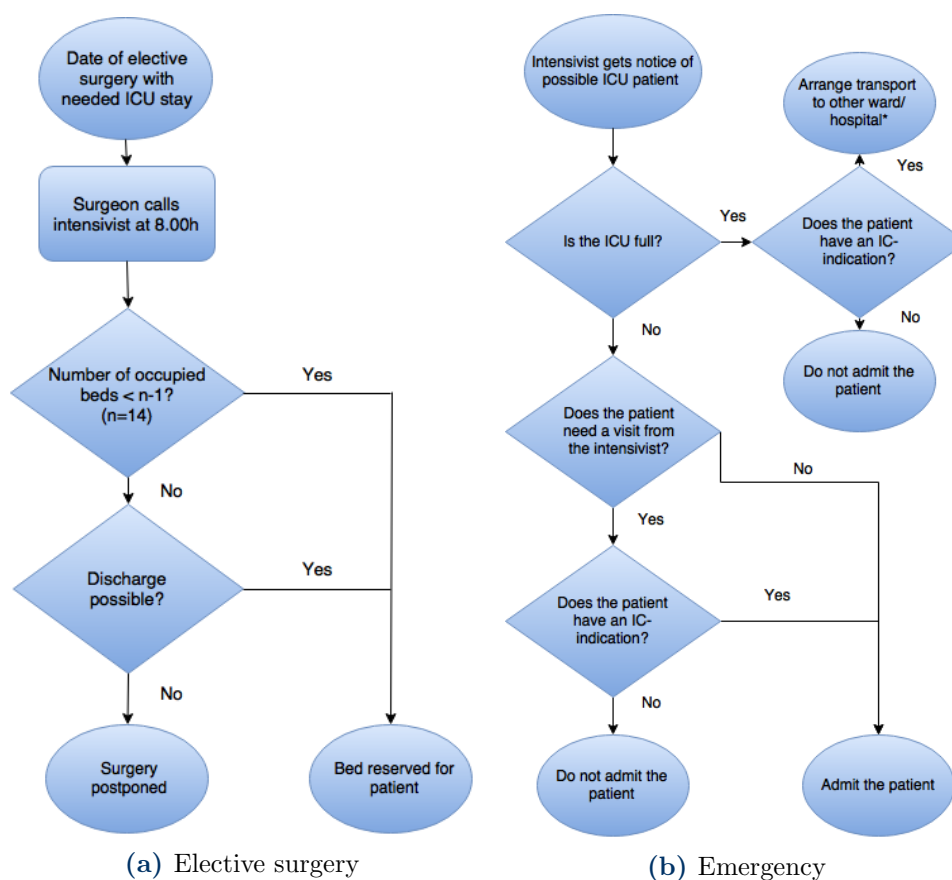 Date of elective
surgery with
needed ICU stay
Surgeon calls
intensivist at 8.00h
Number of occupied
beds < n-1?
(n=14)
Yes
No
Discharge
possible?
Yes
No
Surgery
postponed
Bed reserved for
patient
(a) Elective surgery
Intensivist gets notice of
possible ICU patient
Arrange transport
to other ward/
hospital*
Yes
Is the ICU full?
Yes
Does the patient
have an IC-
indication?
No
No
Do not admit the
patient
Does the patient
need a visit from
the intensivist?
No
Yes
Does the patient
have an IC-
indication?
Yes
No
Do not admit the
patient
Admit the patient
(b) Emergency